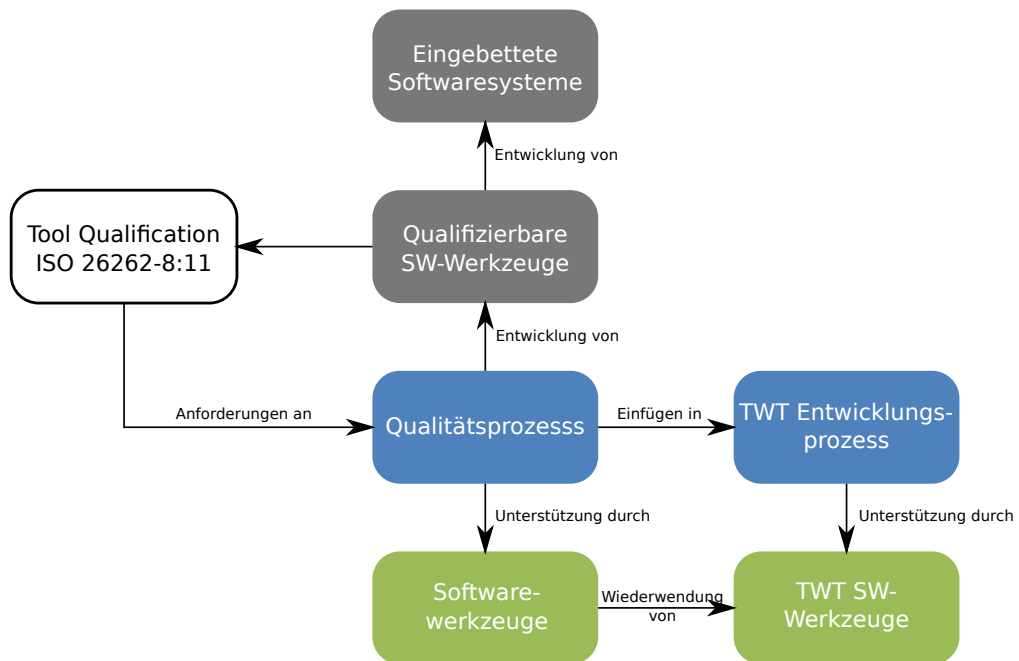 Eingebettete
Softwaresysteme
Entwicklung von
Tool Qualification
ISO 26262-8:11
Qualifizierbare
SW-Werkzeuge
Entwicklung von
Anforderungen an
Qualitätsprozesss
Einfügen in
TWT Entwicklungs-
prozess
Unterstützung durch
Unterstützung durch
Software-
werkzeuge
Wiederwendung
von
TWT SW-
Werkzeuge